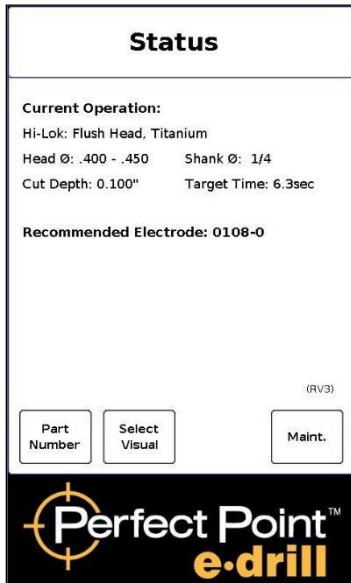 Status
Current Operation:
Hi-Lok: Flush Head, Titanium
Head Ø: .400 - .450 Shank Ø: 1/4
Cut Depth: 0.100" Target Time: 6.3sec
Recommended Electrode: 0108-0
(RV3)
Part Number
Select Visual
Maint.
Perfect Point™
e·drill